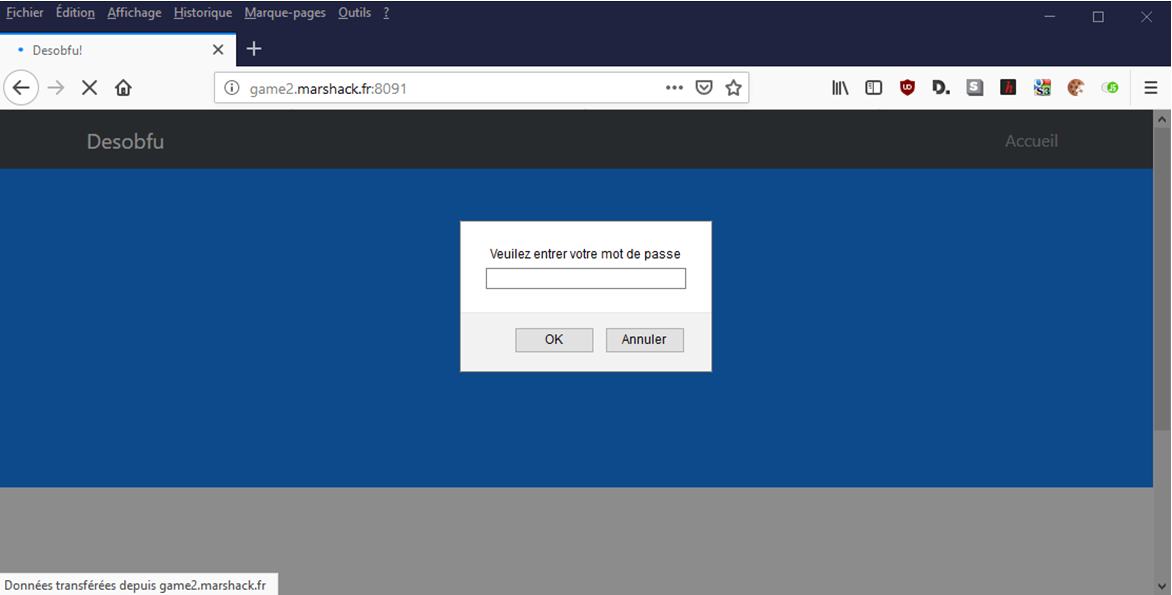 Fichier Édition Affichage Historique Marque-pages Outils ?
Desobfu!
game2.marshack.fr:8091
Desobfu Accueil
Veuilez entrer votre mot de passe
OK Annuler
Données transférées depuis game2.marshack.fr